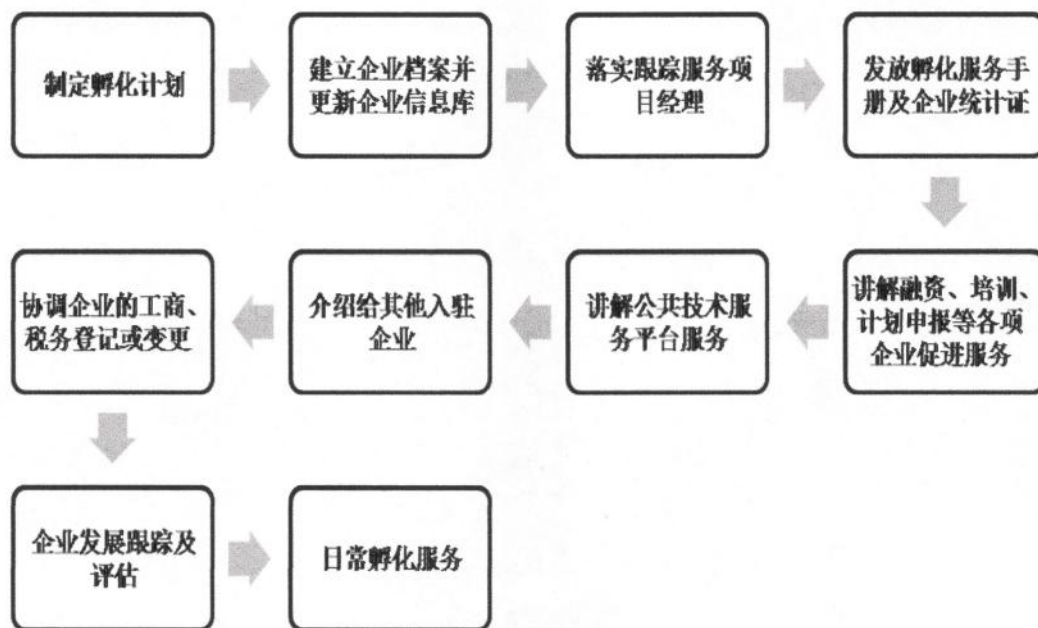 制定孵化计划
建立企业档案并
更新企业信息库
落实跟踪服务项
目经理
发放孵化服务手
册及企业统计证
讲解融资、培训、
计划申报等各项
企业促进服务
讲解公共技术服
务平台服务
介绍给其他入驻
企业
协调企业的工商、
税务登记或变更
企业发展跟踪及
评估
日常孵化服务